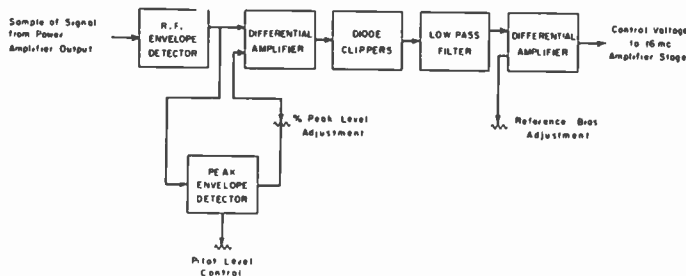 Sample of Signal
from Power
Amplifier Output
R.F.
ENVELOPE
DETECTOR
DIFFERENTIAL
AMPLIFIER
DIODE
CLIPPERS
LOW PASS
FILTER
DIFFERENTIAL
AMPLIFIER
Control Voltage
to 16 mc
Amplifier Stage
% Peak Level
Adjustment
Reference Bias
Adjustment
PEAK
ENVELOPE
DETECTOR
Pilot Level
Control